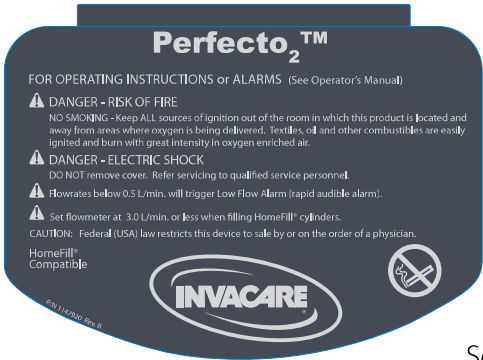 Perfecto₂™
FOR OPERATING INSTRUCTIONS or ALARMS (See Operator's Manual)
DANGER - RISK OF FIRE
NO SMOKING - Keep ALL sources of ignition out of the room in which this product is located and
away from areas where oxygen is being delivered. Textiles, oil and other combustibles are easily
ignited and burn with great intensity in oxygen enriched air.
DANGER - ELECTRIC SHOCK
DO NOT remove cover. Refer servicing to qualified service personnel.
Flowrates below 0.5 L/min. will trigger Low Flow Alarm (rapid audible alarm).
Set flowmeter at 3.0 L/min. or less when filling HomeFill® cylinders.
CAUTION: Federal (USA) law restricts this device to sale by or on the order of a physician.
HomeFill®
Compatible
INVACARE®
P/N 1147920 Rev. B